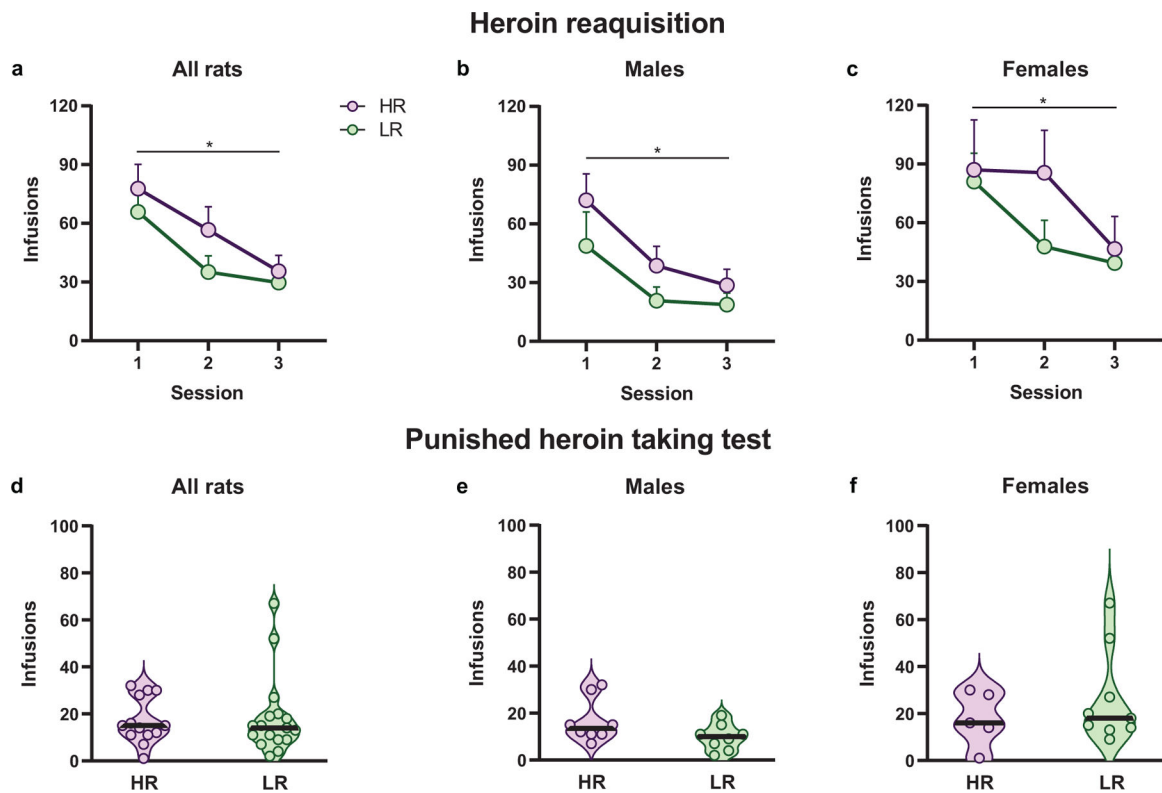 Heroin reaquisition
a All rats
HR
LR
b Males
c Females
120
90
60
30
0
Infusions
*
1 2 3
Session
120
90
60
30
0
Infusions
*
1 2 3
Session
120
90
60
30
0
Infusions
*
1 2 3
Session
Punished heroin taking test
d All rats
e Males
f Females
100
80
60
40
20
0
Infusions
HR LR
100
80
60
40
20
0
Infusions
HR LR
100
80
60
40
20
0
Infusions
HR LR